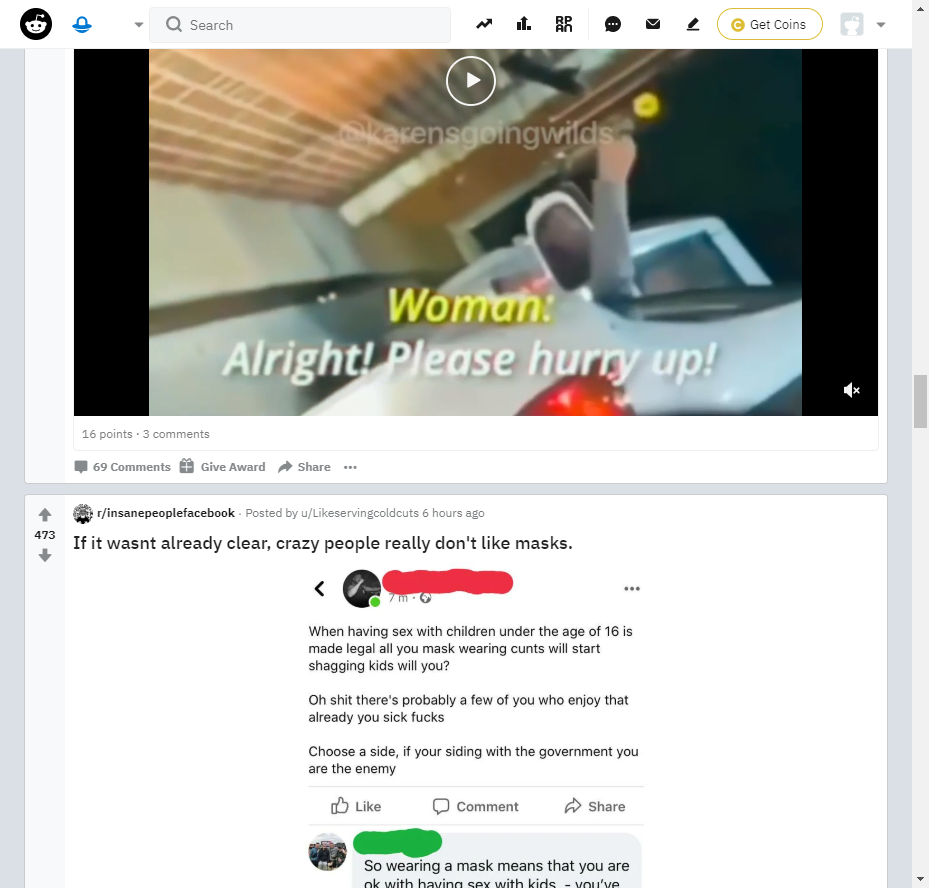 Search
Get Coins
@karensgoingwilds
Woman:
Alright! Please hurry up!
16 points · 3 comments
69 Comments Give Award Share
r/insanepeoplefacebook · Posted by u/Likeservingcoldcuts 6 hours ago
473
If it wasnt already clear, crazy people really don't like masks.
7 m ·
When having sex with children under the age of 16 is
made legal all you mask wearing cunts will start
shagging kids will you?
Oh shit there's probably a few of you who enjoy that
already you sick fucks
Choose a side, if your siding with the government you
are the enemy
Like Comment Share
So wearing a mask means that you are
ok with having sex with kids - you've